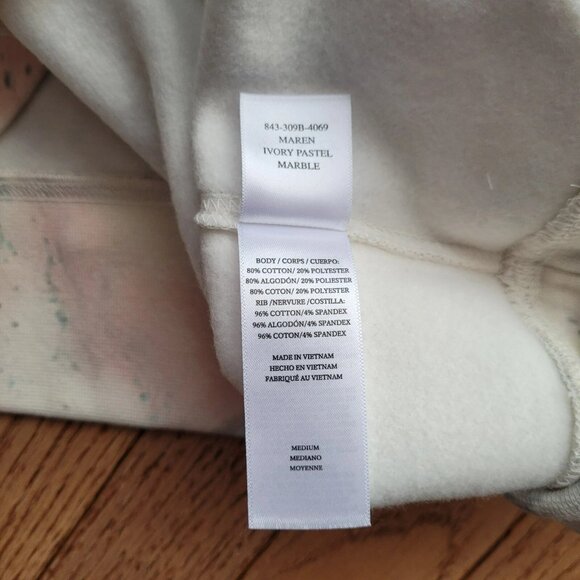 843-309B-4069
MAREN
IVORY PASTEL
MARBLE
BODY / CORPS / CUERPO:
80% COTTON/ 20% POLYESTER
80% ALGODÓN/ 20% POLYESTER
80% COTON/ 20% POLYESTER
RIB /NERVURE /COSTILLA:
96% COTTON/4% SPANDEX
96% ALGODÓN/4% SPANDEX
96% COTON/4% SPANDEX
MADE IN VIETNAM
HECHO EN VIETNAM
FABRIQUÉ AU VIETNAM
MEDIUM
MEDIANO
MOYENNE